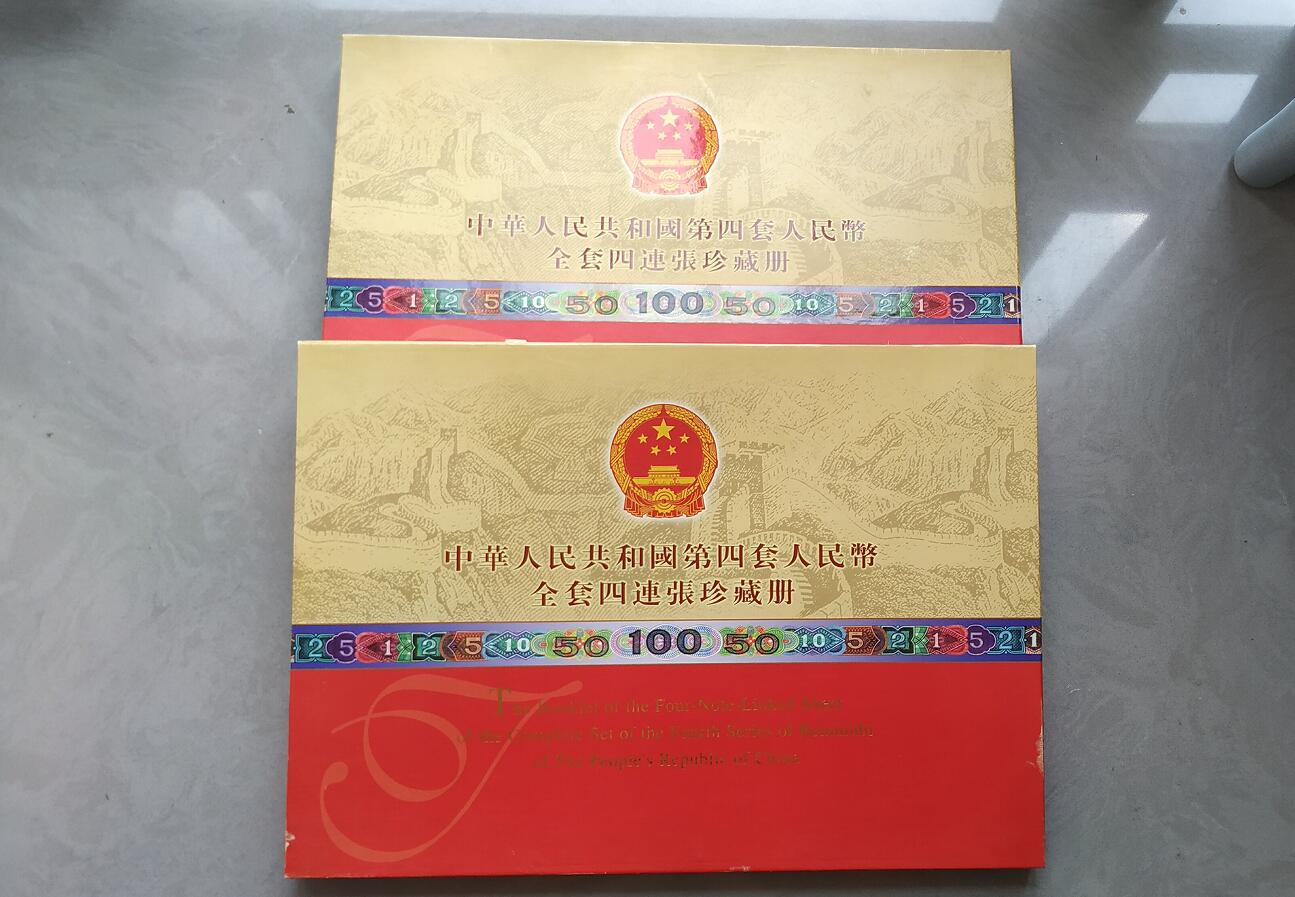 中華人民共和國第四套人民幣
全套四連張珍藏册
2 5 1 2 5 10 50 100 50 10 5 2 1 5 2 1
中華人民共和國第四套人民幣
全套四連張珍藏册
2 5 1 2 5 10 50 100 50 10 5 2 1 5 2 1
The Booklet of the Four-Note-Linked Sheet
of the Complete Set of the Fourth Series of Renminbi
of The People's Republic of China